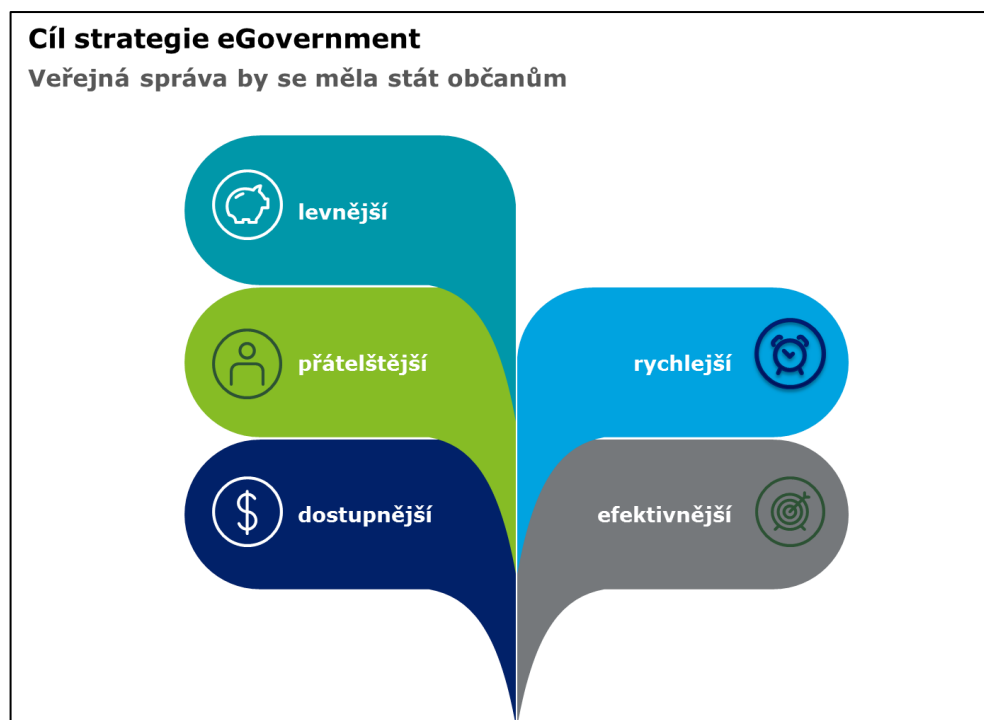 Cíl strategie eGovernment
Veřejná správa by se měla stát občanům
levnější
přátelštější
rychlejší
dostupnější
efektivnější